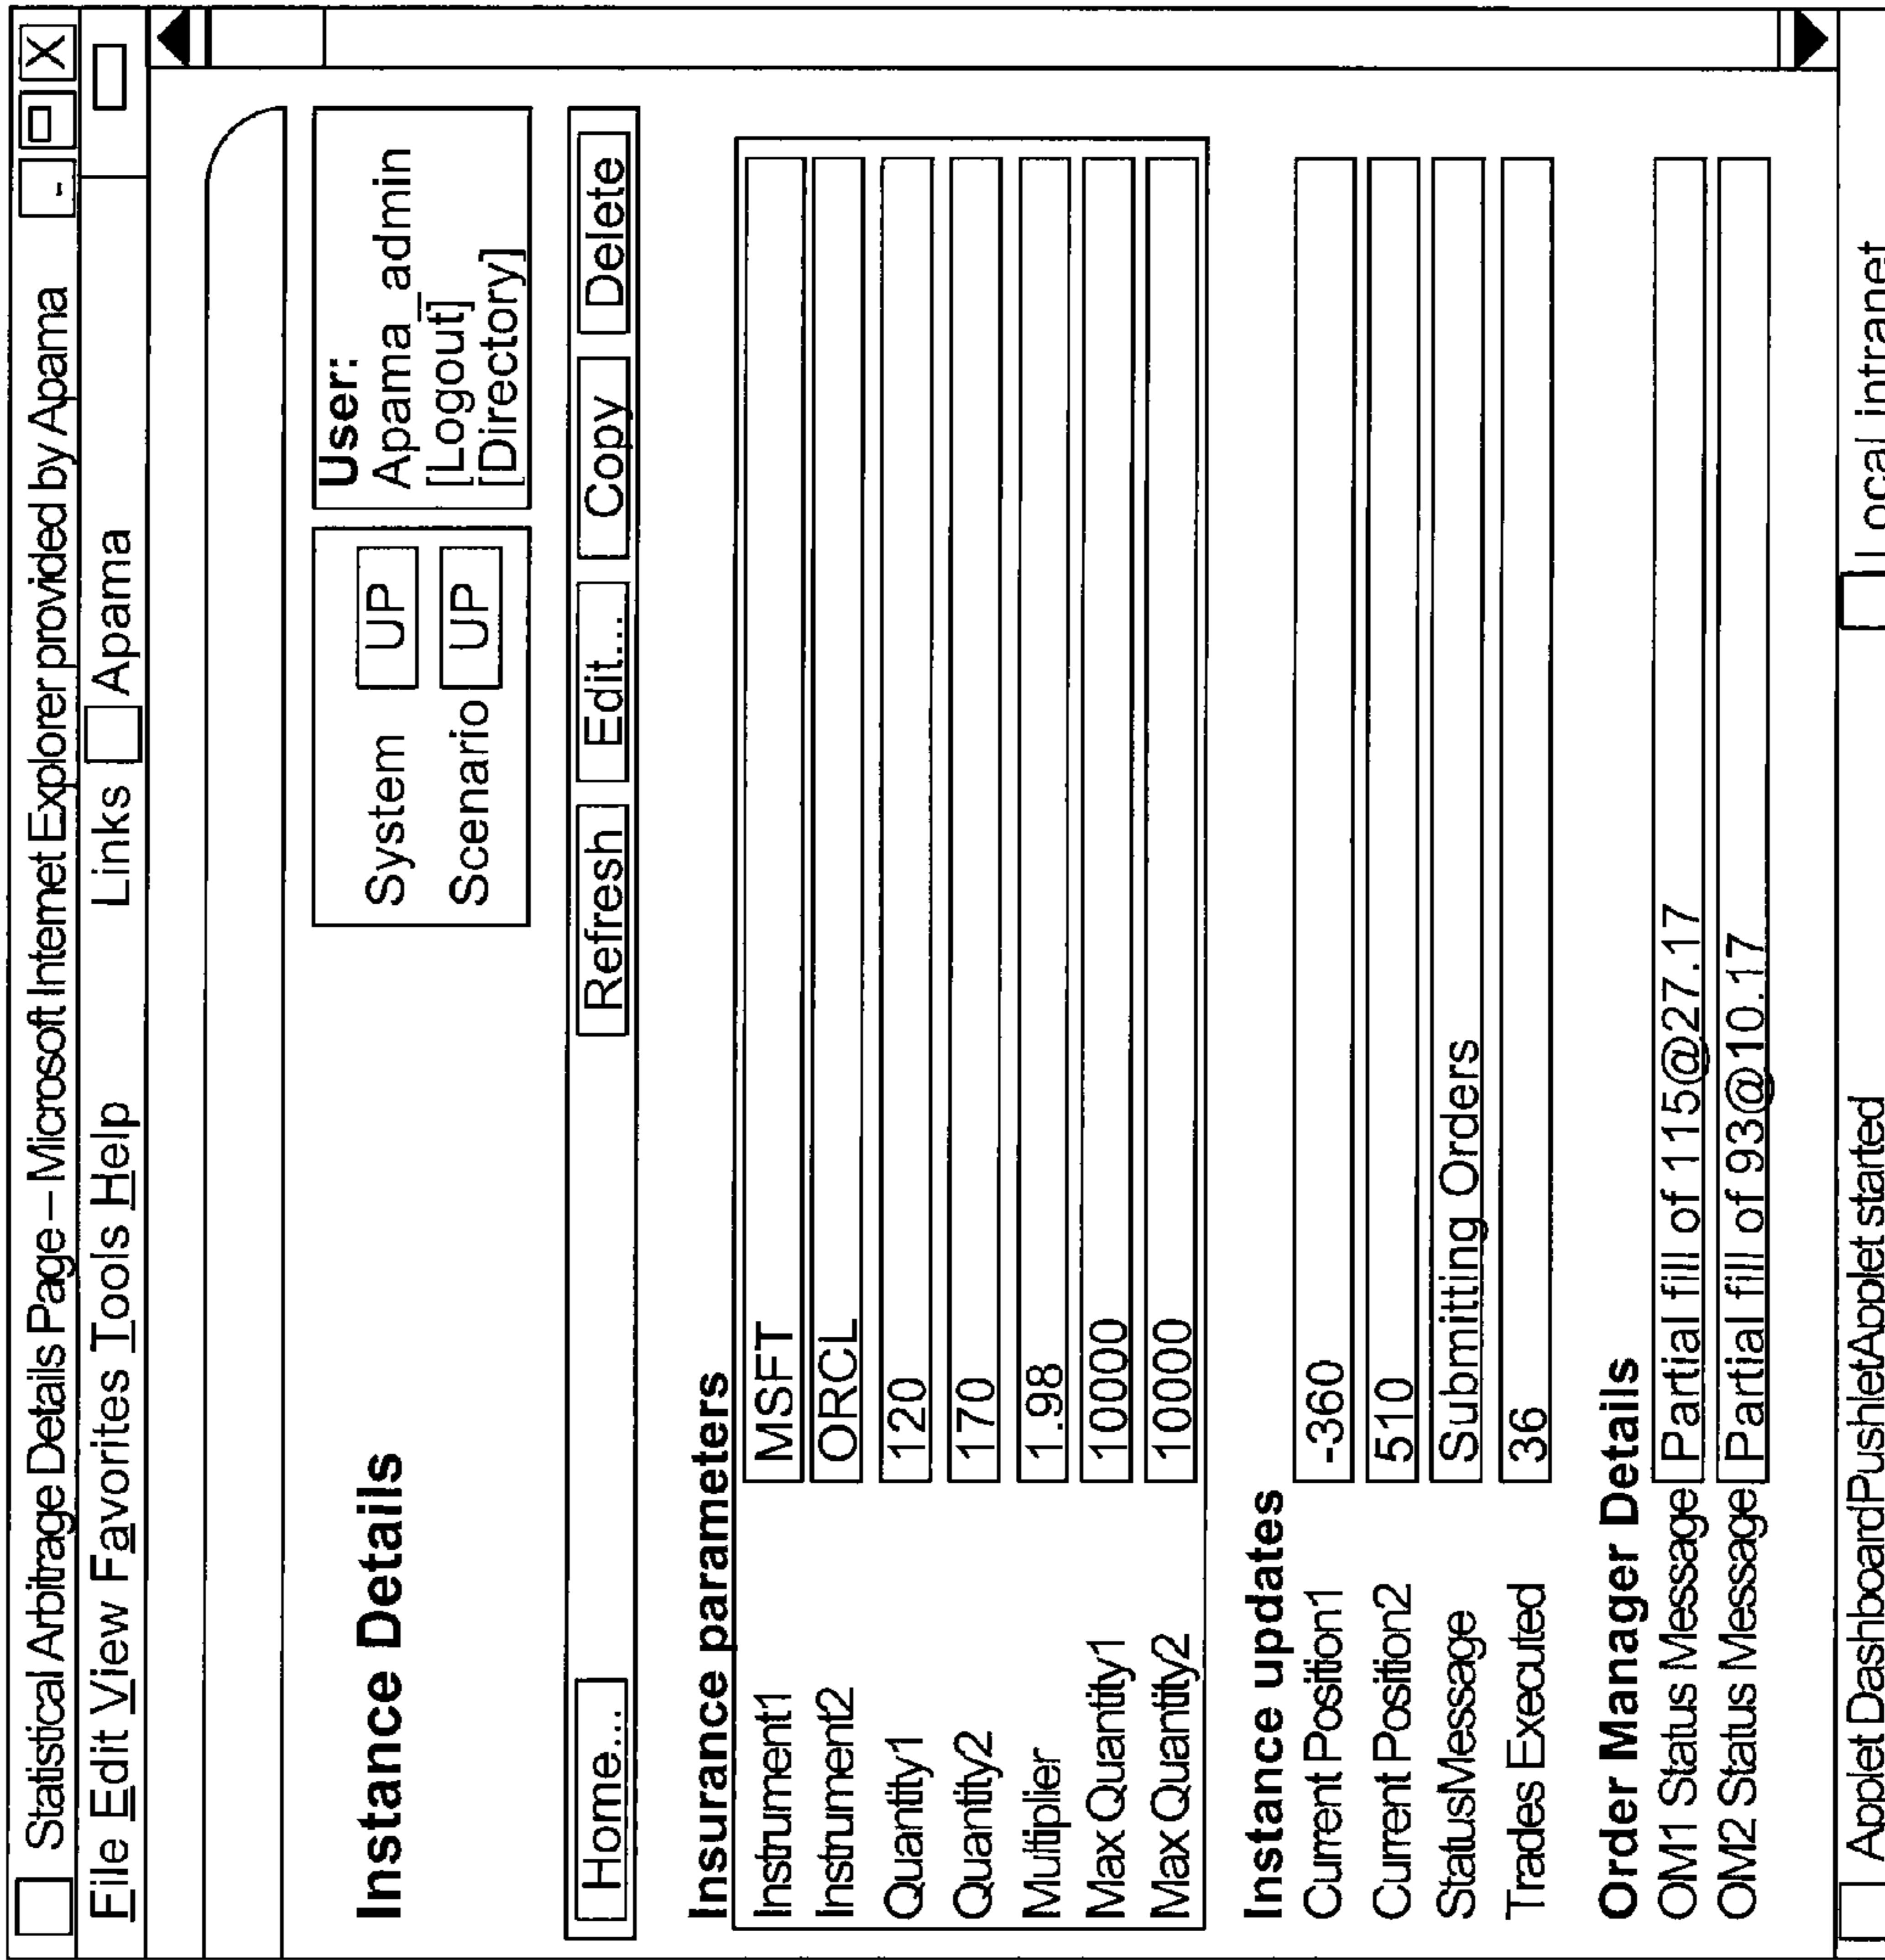 Statistical Arbitrage Details Page – Microsoft Internet Explorer provided by Apama - X
File Edit View Favorites Tools Help Links Apama
Instance Details
System UP
Scenario UP
User:
Apama_admin
[Logout]
[Directory]
Home... Refresh Edit... Copy Delete
Insurance parameters
Instrument1 MSFT
Instrument2 ORCL
Quantity1 120
Quantity2 170
Multiplier 1.98
Max Quantity1 10000
Max Quantity2 10000
Instance updates
Current Position1 -360
Current Position2 510
StatusMessage Submitting Orders
Trades Executed 36
Order Manager Details
OM1 Status Message Partial fill of 115@27.17
OM2 Status Message Partial fill of 93@10.17
Applet DashboardPushletApplet started Local intranet